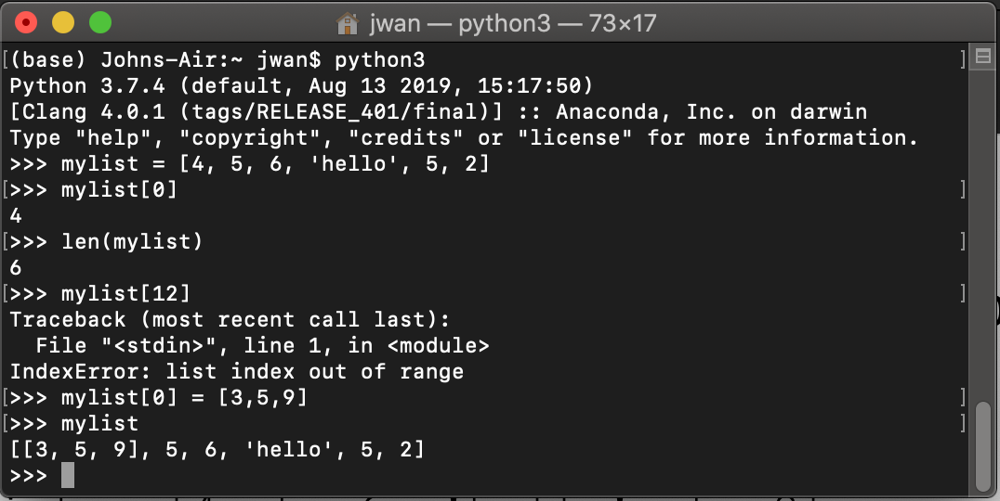 jwan — python3 — 73×17
[(base) Johns-Air:~ jwan$ python3 ]
Python 3.7.4 (default, Aug 13 2019, 15:17:50)
[Clang 4.0.1 (tags/RELEASE_401/final)] :: Anaconda, Inc. on darwin
Type "help", "copyright", "credits" or "license" for more information.
>>> mylist = [4, 5, 6, 'hello', 5, 2]
[>>> mylist[0] ]
4
[>>> len(mylist) ]
6
[>>> mylist[12] ]
Traceback (most recent call last):
  File "<stdin>", line 1, in <module>
IndexError: list index out of range
[>>> mylist[0] = [3,5,9] ]
[>>> mylist ]
[[3, 5, 9], 5, 6, 'hello', 5, 2]
>>>